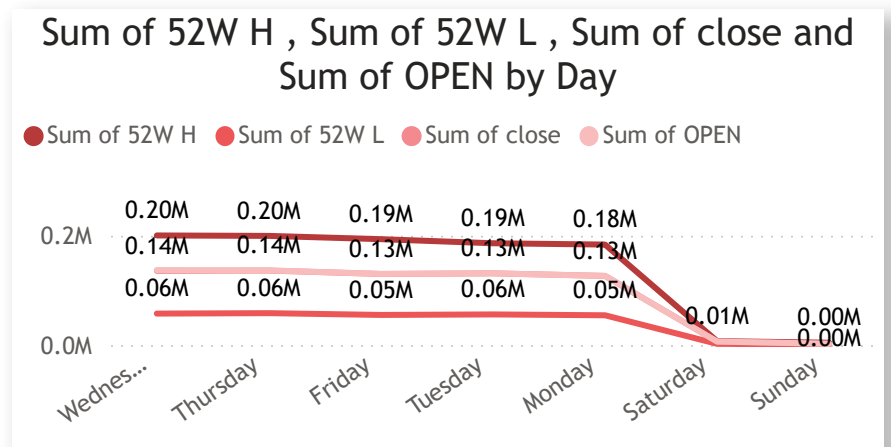 Sum of 52W H , Sum of 52W L , Sum of close and
Sum of OPEN by Day
Sum of 52W H Sum of 52W L Sum of close Sum of OPEN
0.20M 0.20M 0.19M 0.19M 0.18M
0.2M
0.14M 0.14M 0.13M 0.13M 0.13M
0.06M 0.06M 0.05M 0.06M 0.05M
0.01M 0.00M
0.00M
0.0M
Wednes... Thursday Friday Tuesday Monday Saturday Sunday